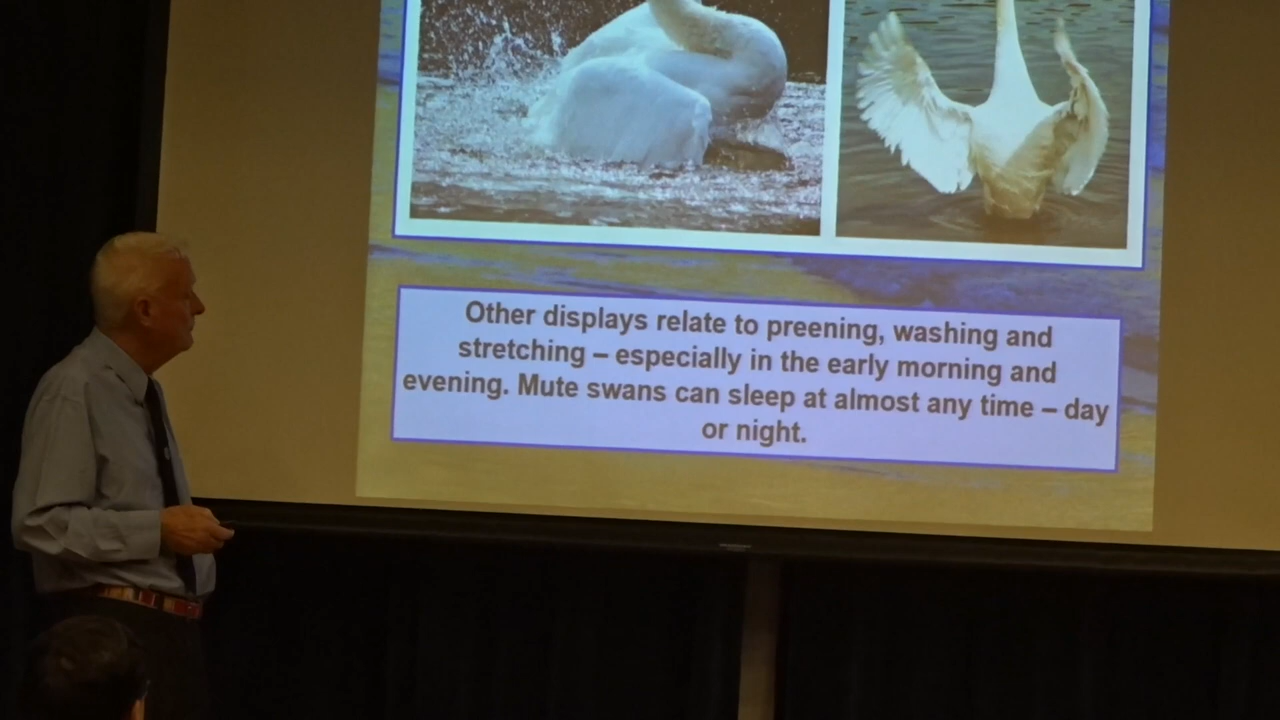 Other displays relate to preening, washing and
stretching – especially in the early morning and
evening. Mute swans can sleep at almost any time – day
or night.